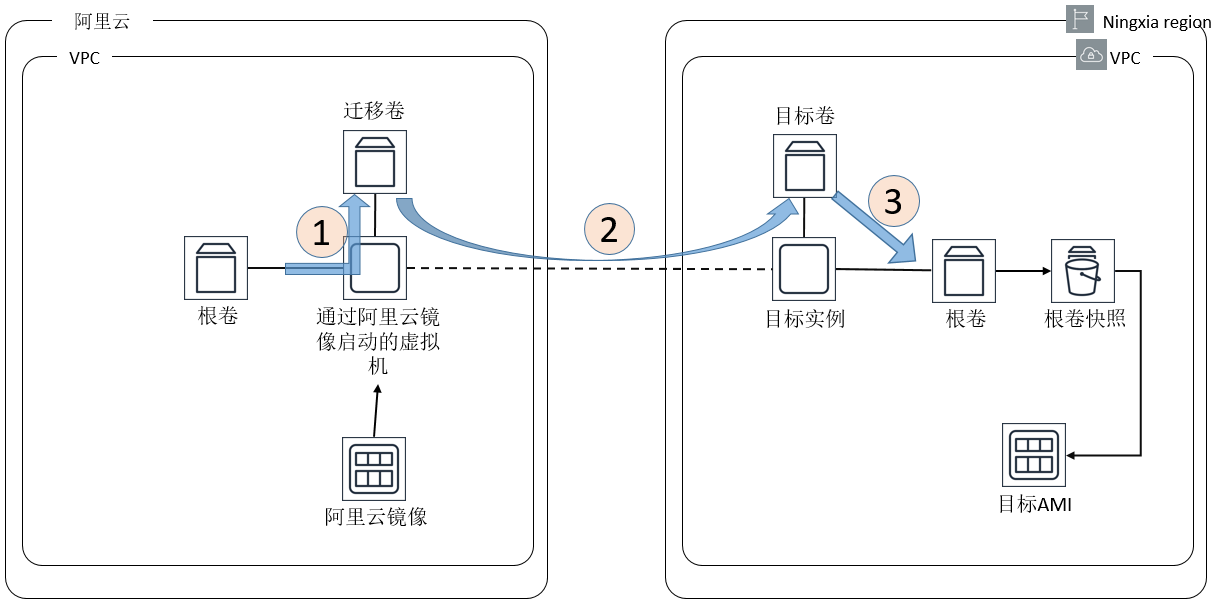 阿里云
VPC
迁移卷
1
根卷
通过阿里云镜
像启动的虚拟
机
阿里云镜像
2
Ningxia region
VPC
目标卷
3
目标实例
根卷
根卷快照
目标AMI